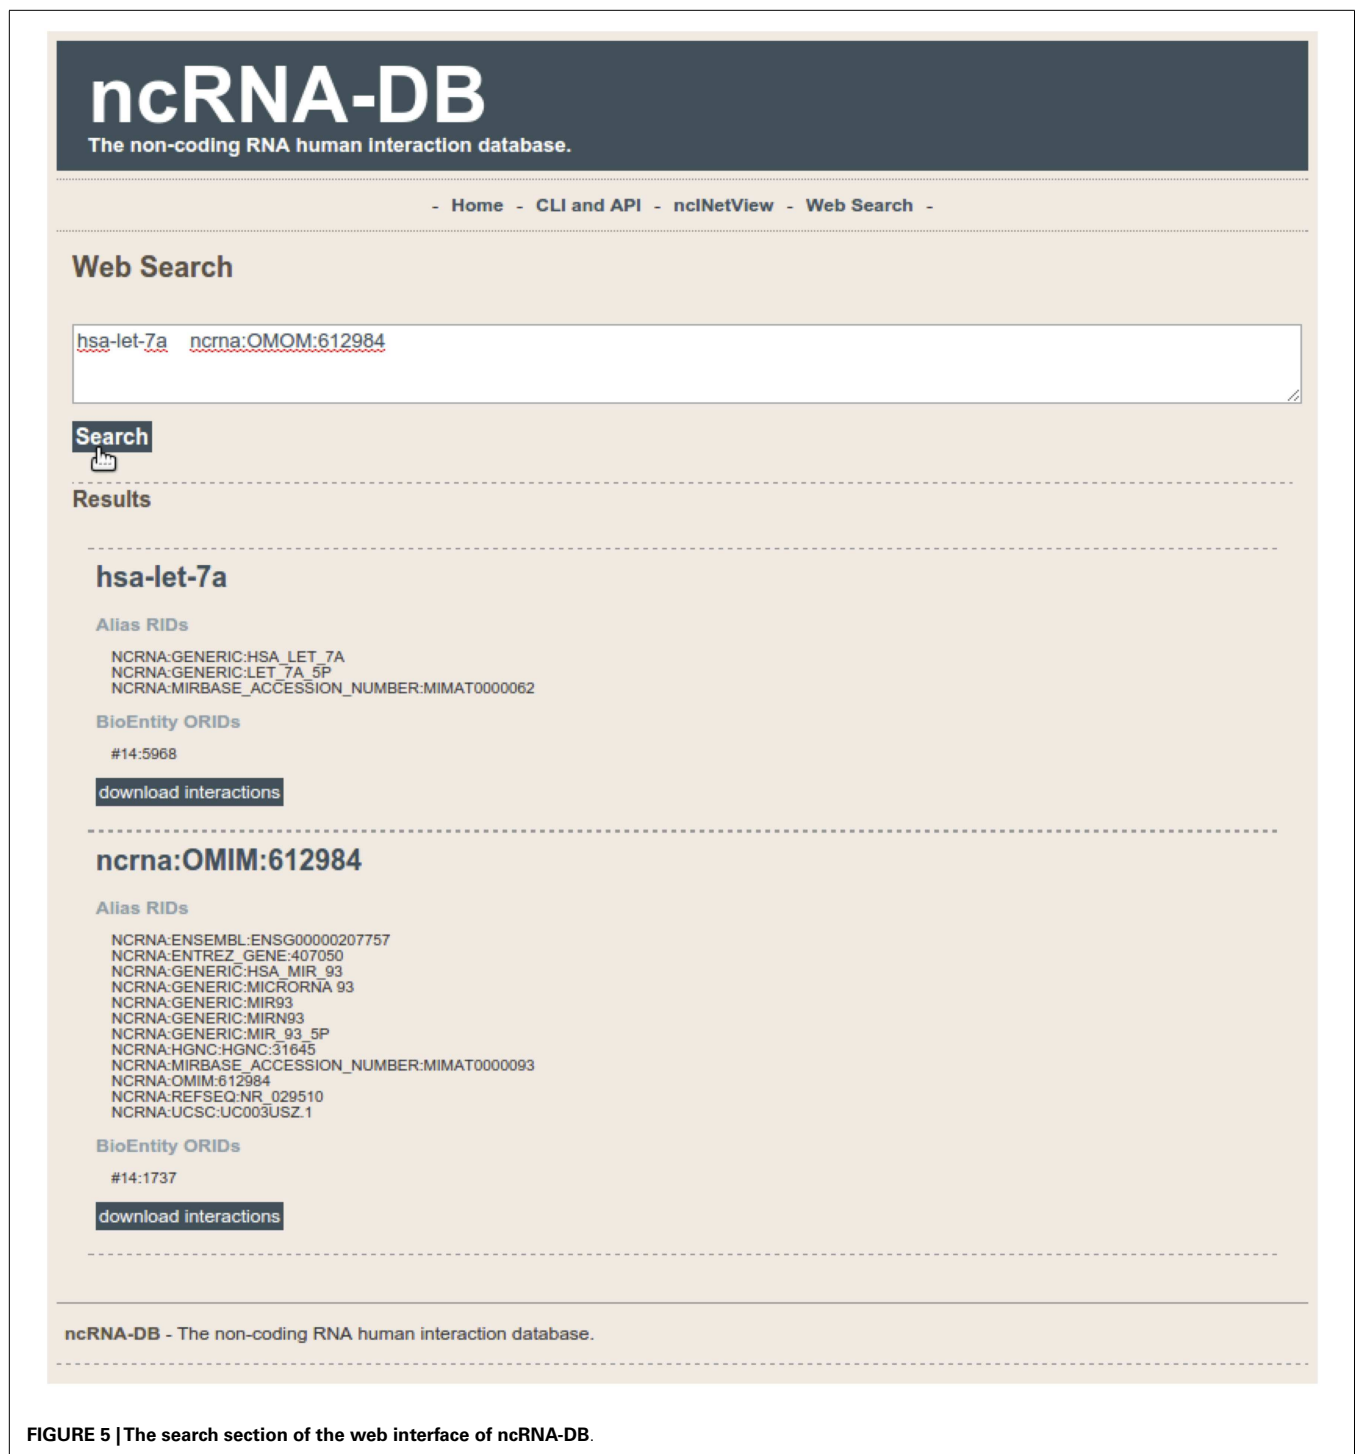 ncRNA-DB
The non-coding RNA human interaction database.
- Home - CLI and API - ncINetView - Web Search -
Web Search
hsa-let-7a ncrna:OMOM:612984
Search
Results
hsa-let-7a
Alias RIDs
NCRNA:GENERIC:HSA_LET_7A
NCRNA:GENERIC:LET_7A_5P
NCRNA:MIRBASE_ACCESSION_NUMBER:MIMAT0000062
BioEntity ORIDs
#14:5968
download interactions
ncrna:OMIM:612984
Alias RIDs
NCRNA:ENSEMBL:ENSG00000207757
NCRNA:ENTREZ_GENE:407050
NCRNA:GENERIC:HSA_MIR_93
NCRNA:GENERIC:MICRORNA 93
NCRNA:GENERIC:MIR93
NCRNA:GENERIC:MIRN93
NCRNA:GENERIC:MIR_93_5P
NCRNA:HGNC:HGNC:31645
NCRNA:MIRBASE_ACCESSION_NUMBER:MIMAT0000093
NCRNA:OMIM:612984
NCRNA:REFSEQ:NR_029510
NCRNA:UCSC:UC003USZ.1
BioEntity ORIDs
#14:1737
download interactions
ncRNA-DB - The non-coding RNA human interaction database.
FIGURE 5 | The search section of the web interface of ncRNA-DB.